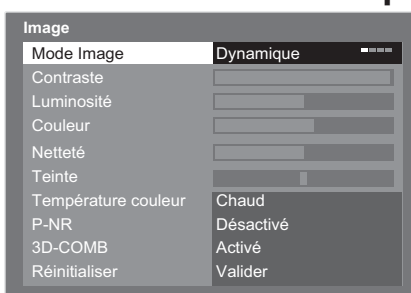 Image
Mode Image Dynamique
Contraste
Luminosité
Couleur
Netteté
Teinte
Température couleur Chaud
P-NR Désactivé
3D-COMB Activé
Réinitialiser Valider